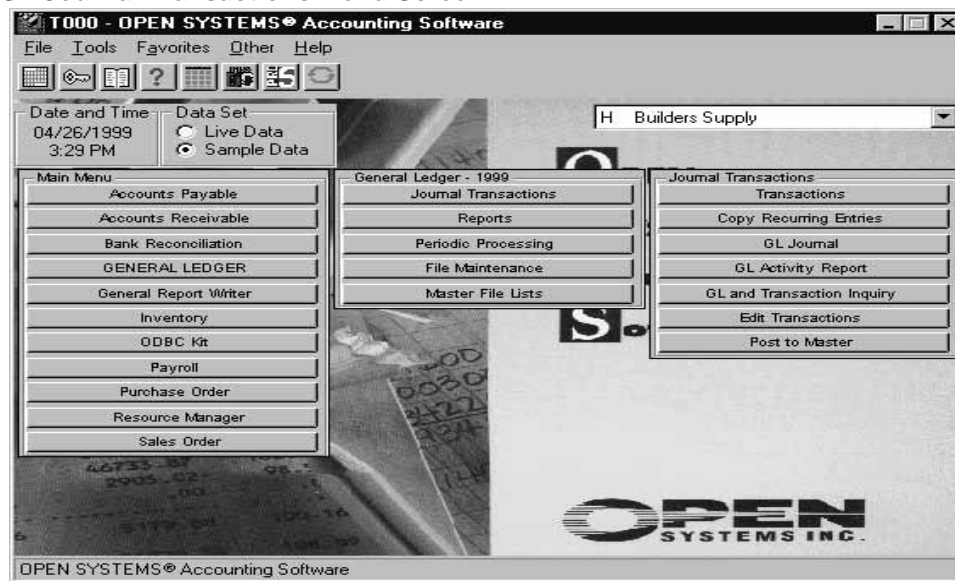 T000 - OPEN SYSTEMS® Accounting Software
File Tools Favorites Other Help
Date and Time
04/26/1999
3:29 PM
Data Set
Live Data
Sample Data
H Builders Supply
Main Menu
Accounts Payable
Accounts Receivable
Bank Reconciliation
GENERAL LEDGER
General Report Writer
Inventory
ODBC Kit
Payroll
Purchase Order
Resource Manager
Sales Order
General Ledger - 1999
Journal Transactions
Reports
Periodic Processing
File Maintenance
Master File Lists
Journal Transactions
Transactions
Copy Recurring Entries
GL Journal
GL Activity Report
GL and Transaction Inquiry
Edit Transactions
Post to Master
OPEN
SYSTEMS INC.
OPEN SYSTEMS® Accounting Software